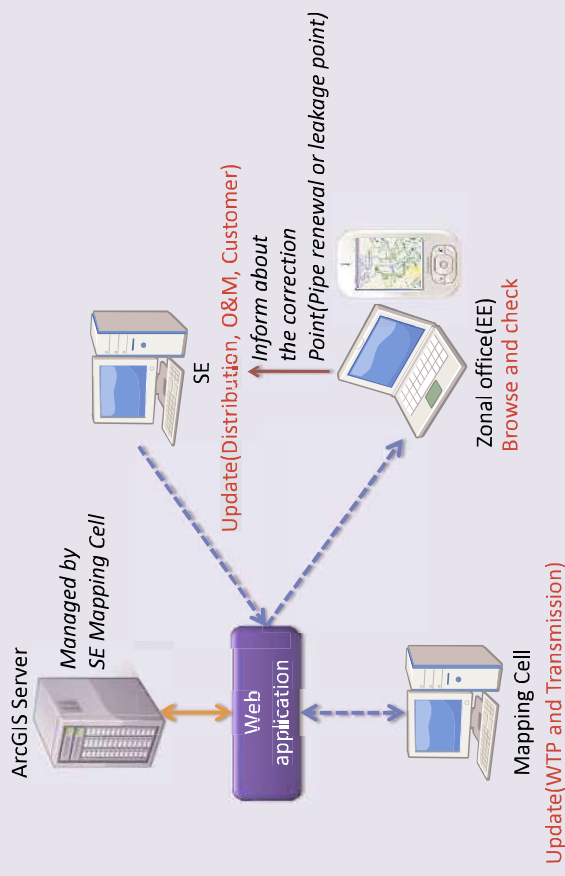 ArcGIS Server
Managed by
SE Mapping Cell
SE
Update(Distribution, O&M, Customer)
Web
application
Inform about
the correction
Point(Pipe renewal or leakage point)
Mapping Cell
Update(WTP and Transmission)
Zonal office(EE)
Browse and check